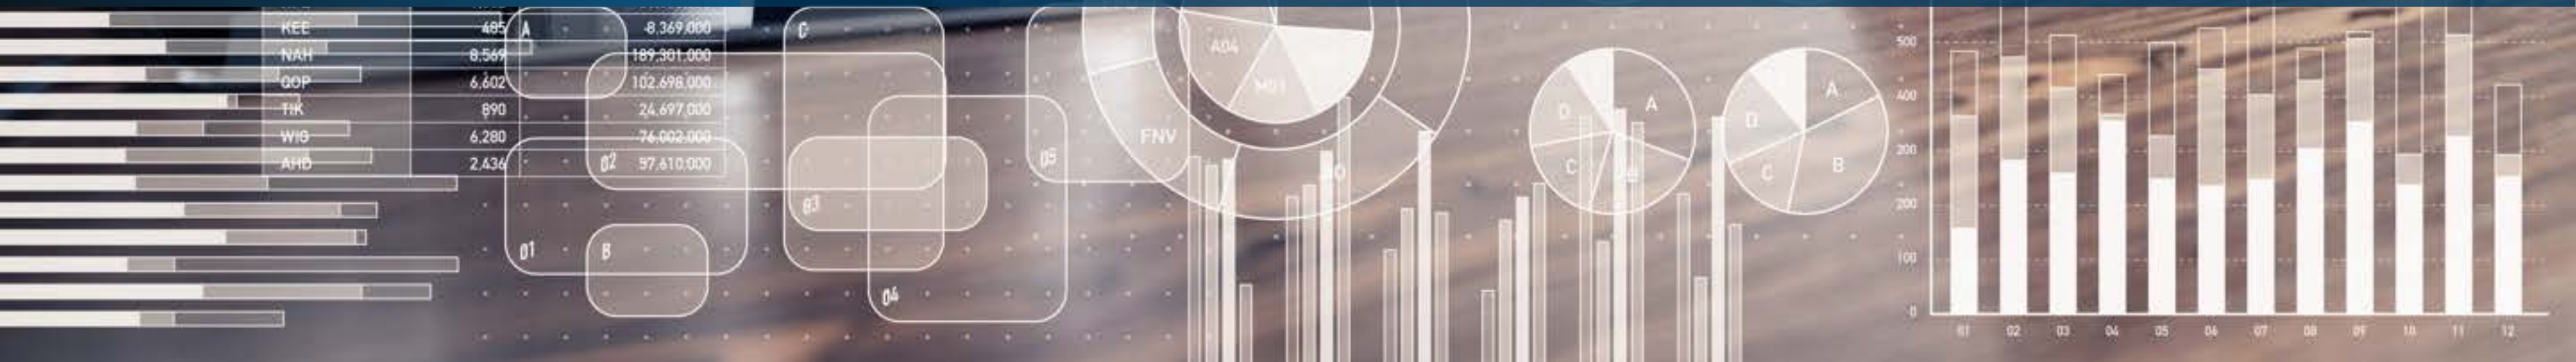 KEE 485 -8,369,000
NAH 8,569 189,301,000
QOP 6,602 102,698,000
TIK 890 24,697,000
WIG 6,280 -76,002,000
AHD 2,436 57,610,000
A
C
02
05
03
01
B
04
A04
M01
FNV
D
A
C
B
D
A
C
B
500
400
200
200
100
0
01 02 03 04 05 06 07 08 09 10 11 12